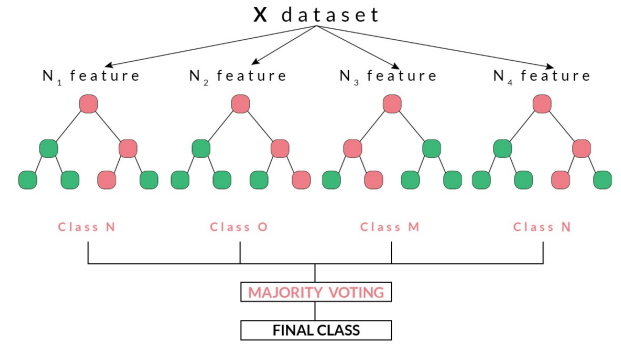 X dataset
N₁ feature N₂ feature N₃ feature N₄ feature
Class N Class O Class M Class N
MAJORITY VOTING
FINAL CLASS